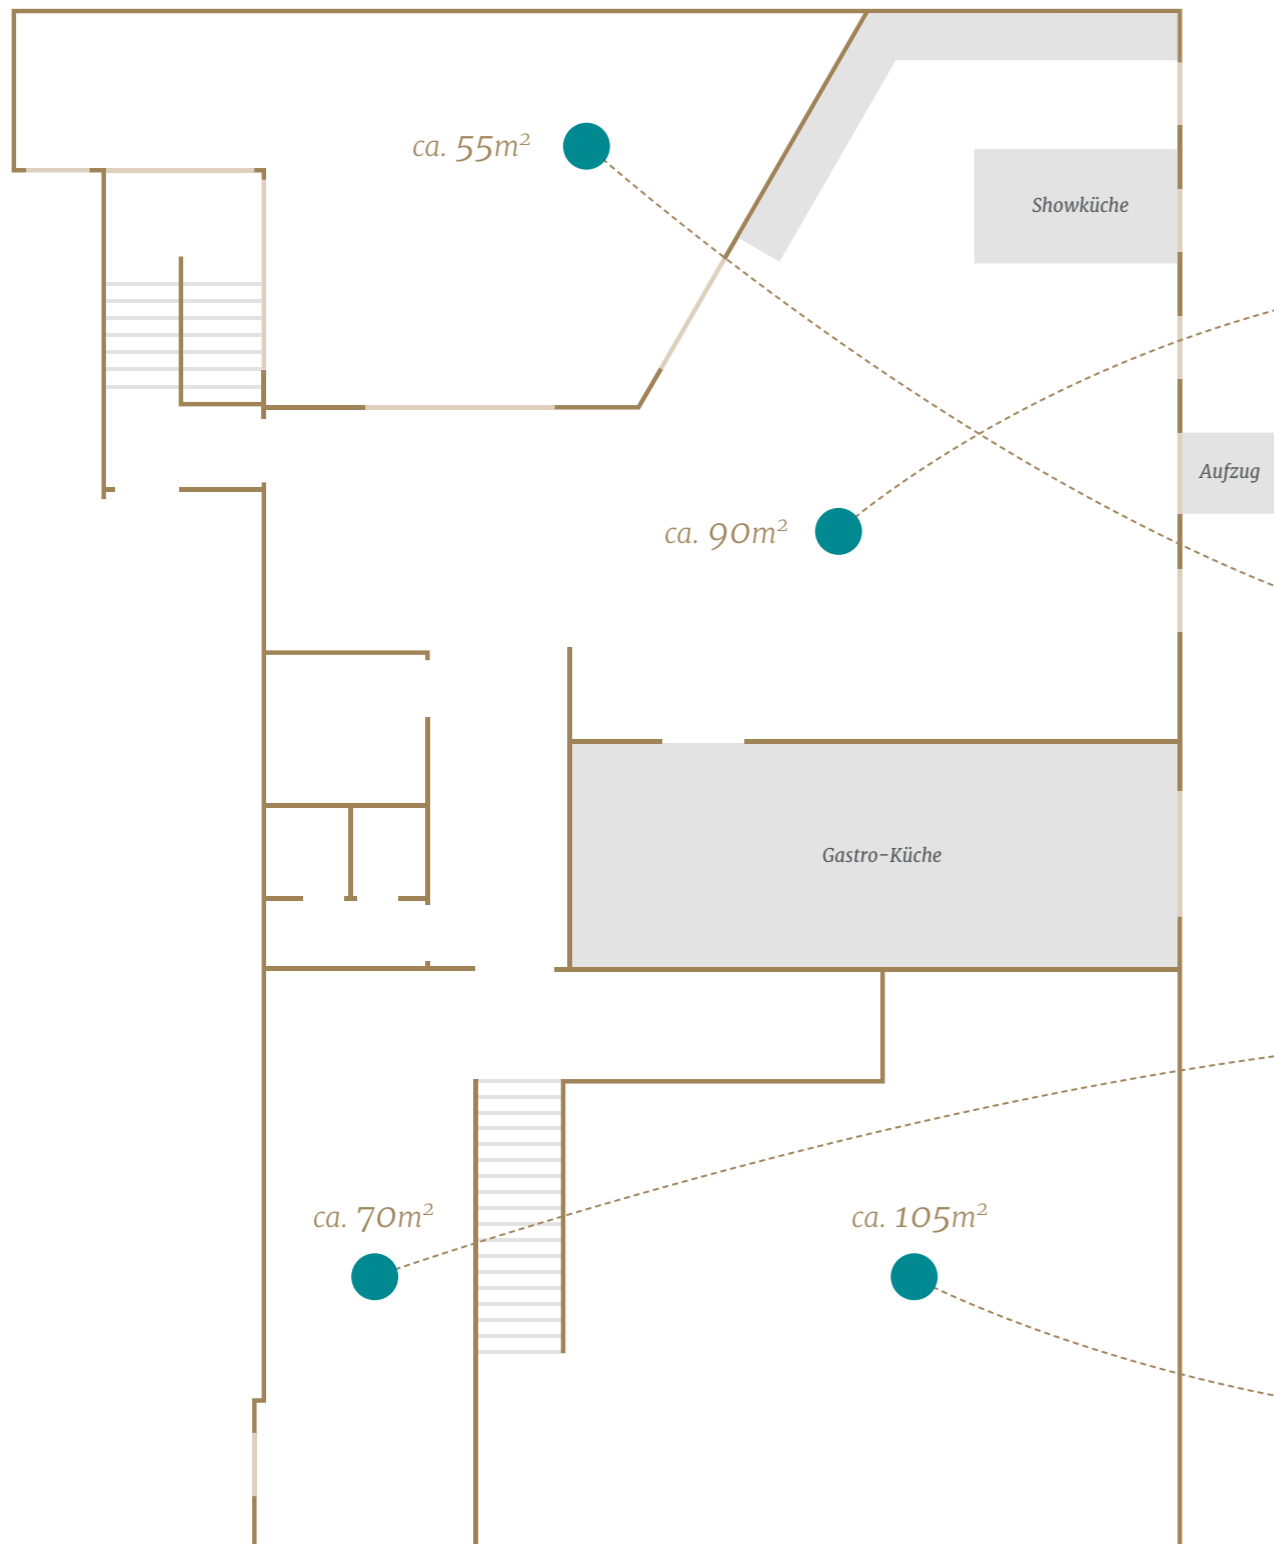 ca. 55m²
Showküche
Aufzug
ca. 90m²
Gastro-Küche
ca. 70m²
ca. 105m²